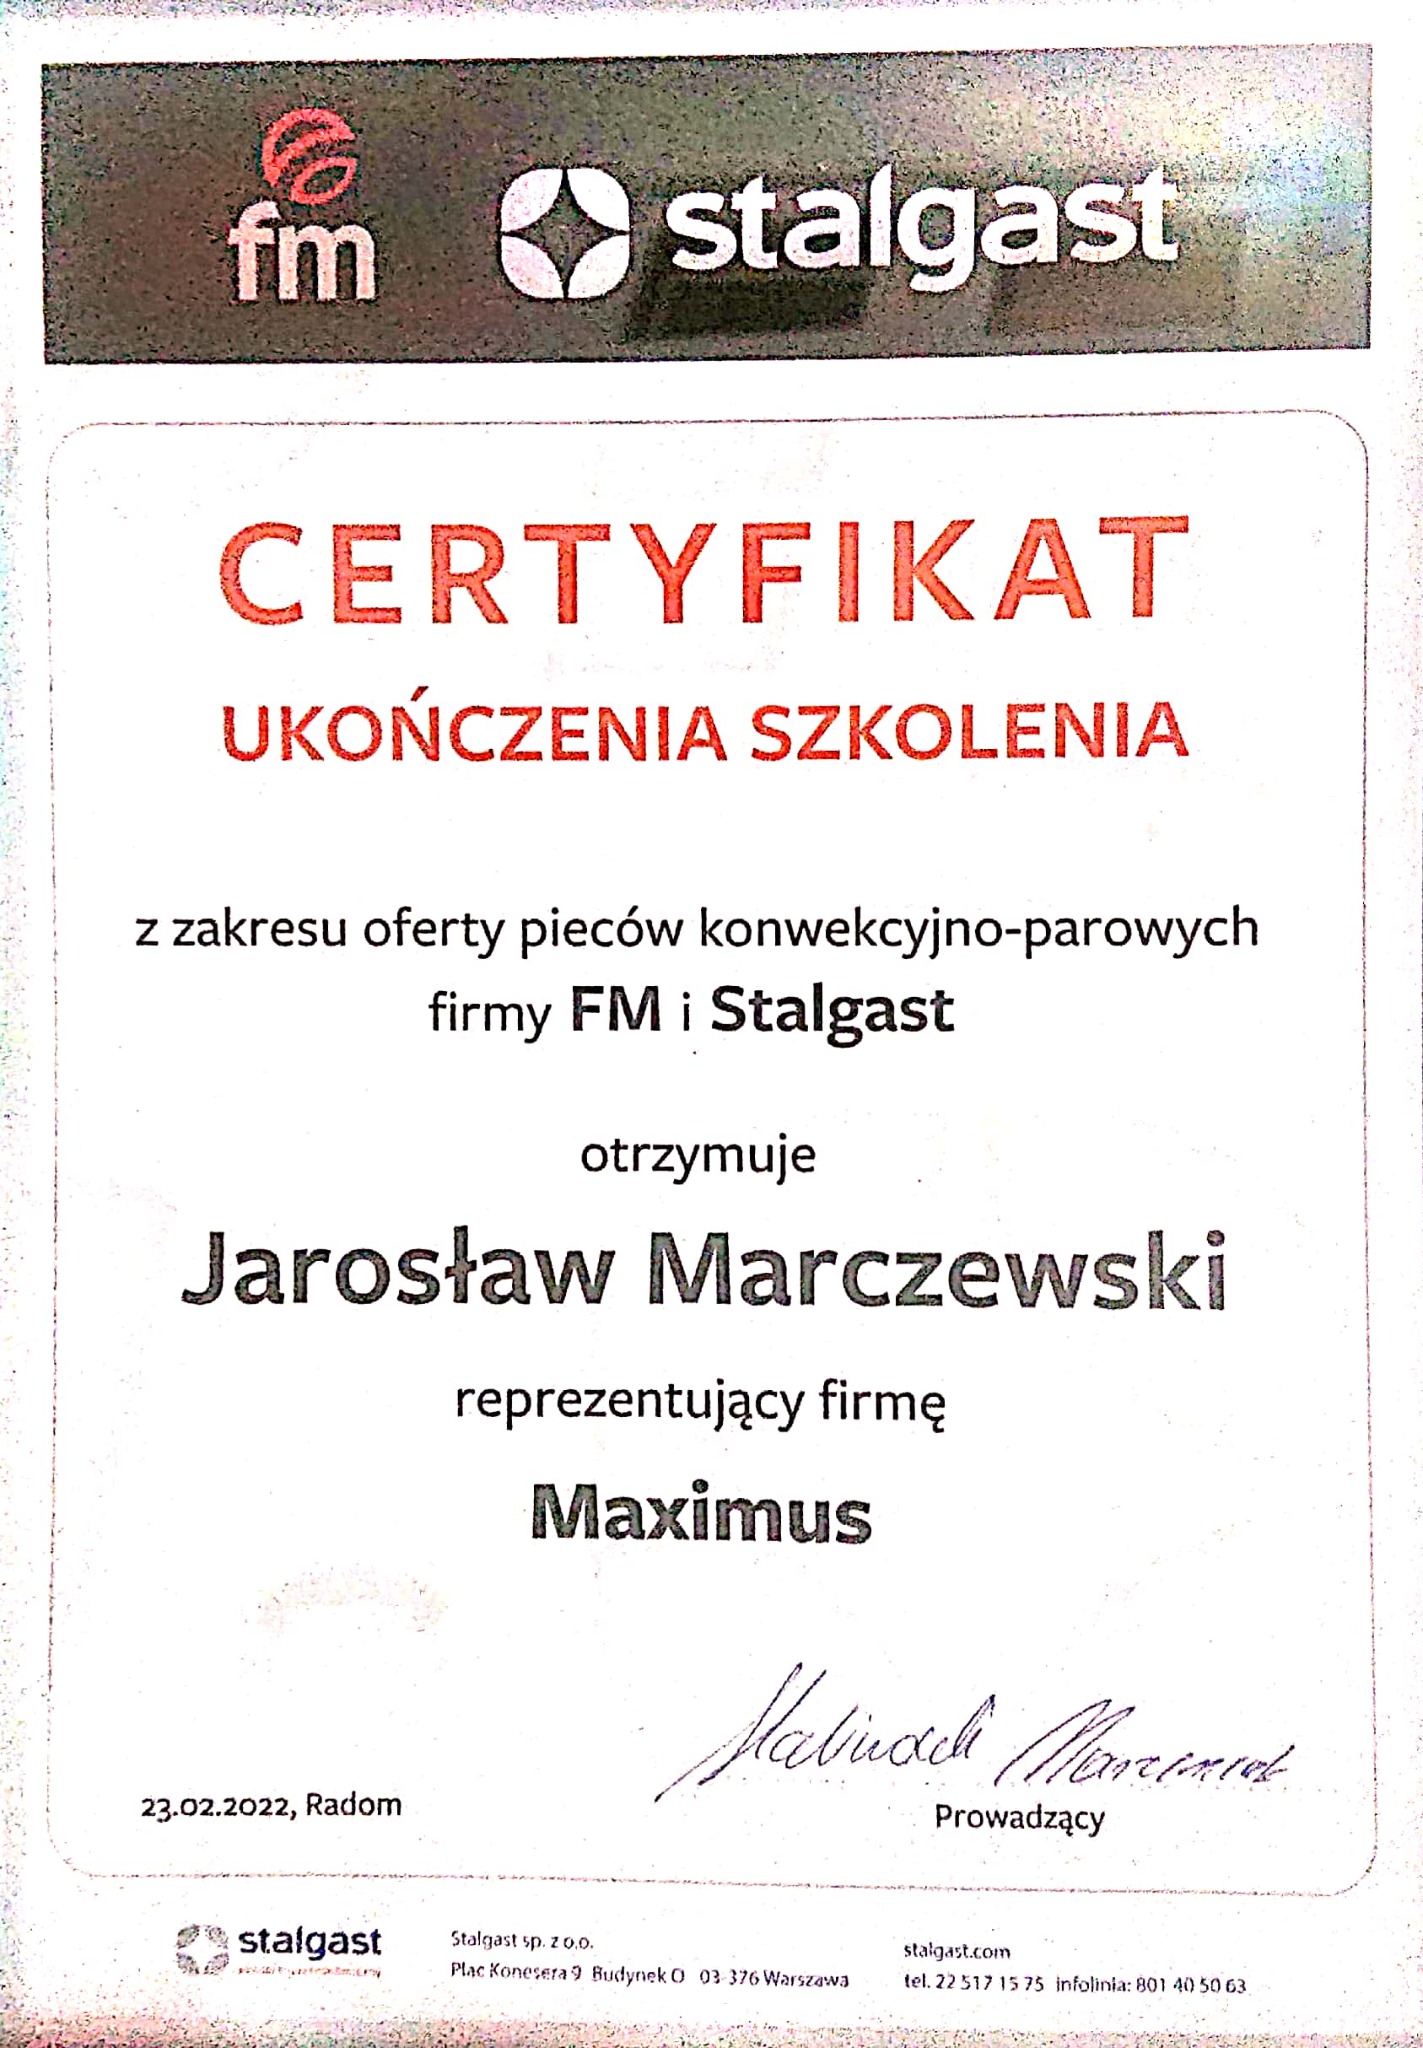 fm stalgast
CERTYFIKAT
UKOŃCZENIA SZKOLENIA
z zakresu oferty pieców konwekcyjno-parowych
firmy FM i Stalgast
otrzymuje
Jarosław Marczewski
reprezentujący firmę
Maximus
23.02.2022, Radom
Prowadzący
stalgast
Stalgast sp. z o.o.
Plac Konesera 9 Budynek O 03-376 Warszawa
stalgast.com
tel. 22 517 15 75 infolinia: 801 40 50 63